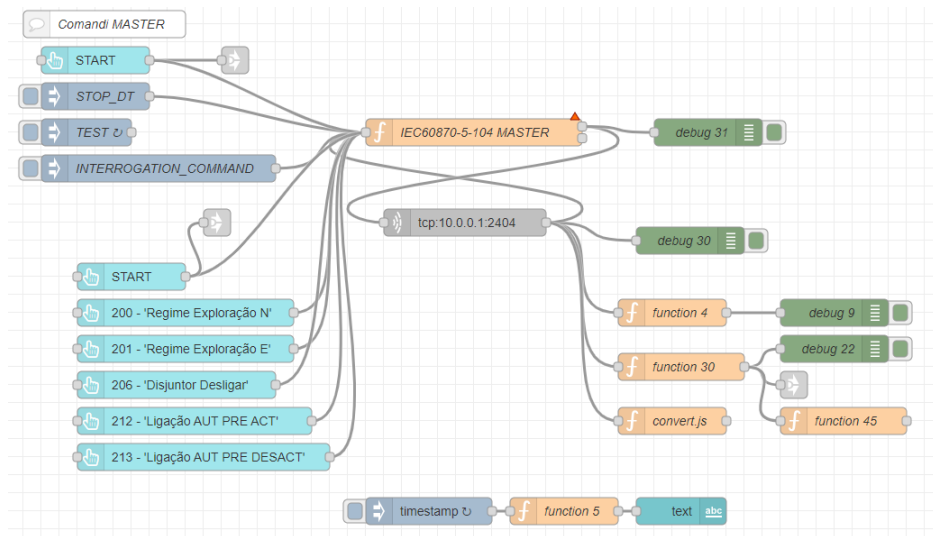 Comandi MASTER
START
STOP_DT
TEST ↻
INTERROGATION_COMMAND
IEC60870-5-104 MASTER
debug 31
tcp:10.0.0.1:2404
debug 30
START
200 - 'Regime Exploração N'
201 - 'Regime Exploração E'
206 - 'Disjuntor Desligar'
212 - 'Ligação AUT PRE ACT'
213 - 'Ligação AUT PRE DESACT'
function 4
debug 9
function 30
debug 22
convert.js
function 45
timestamp ↻
function 5
text
abc